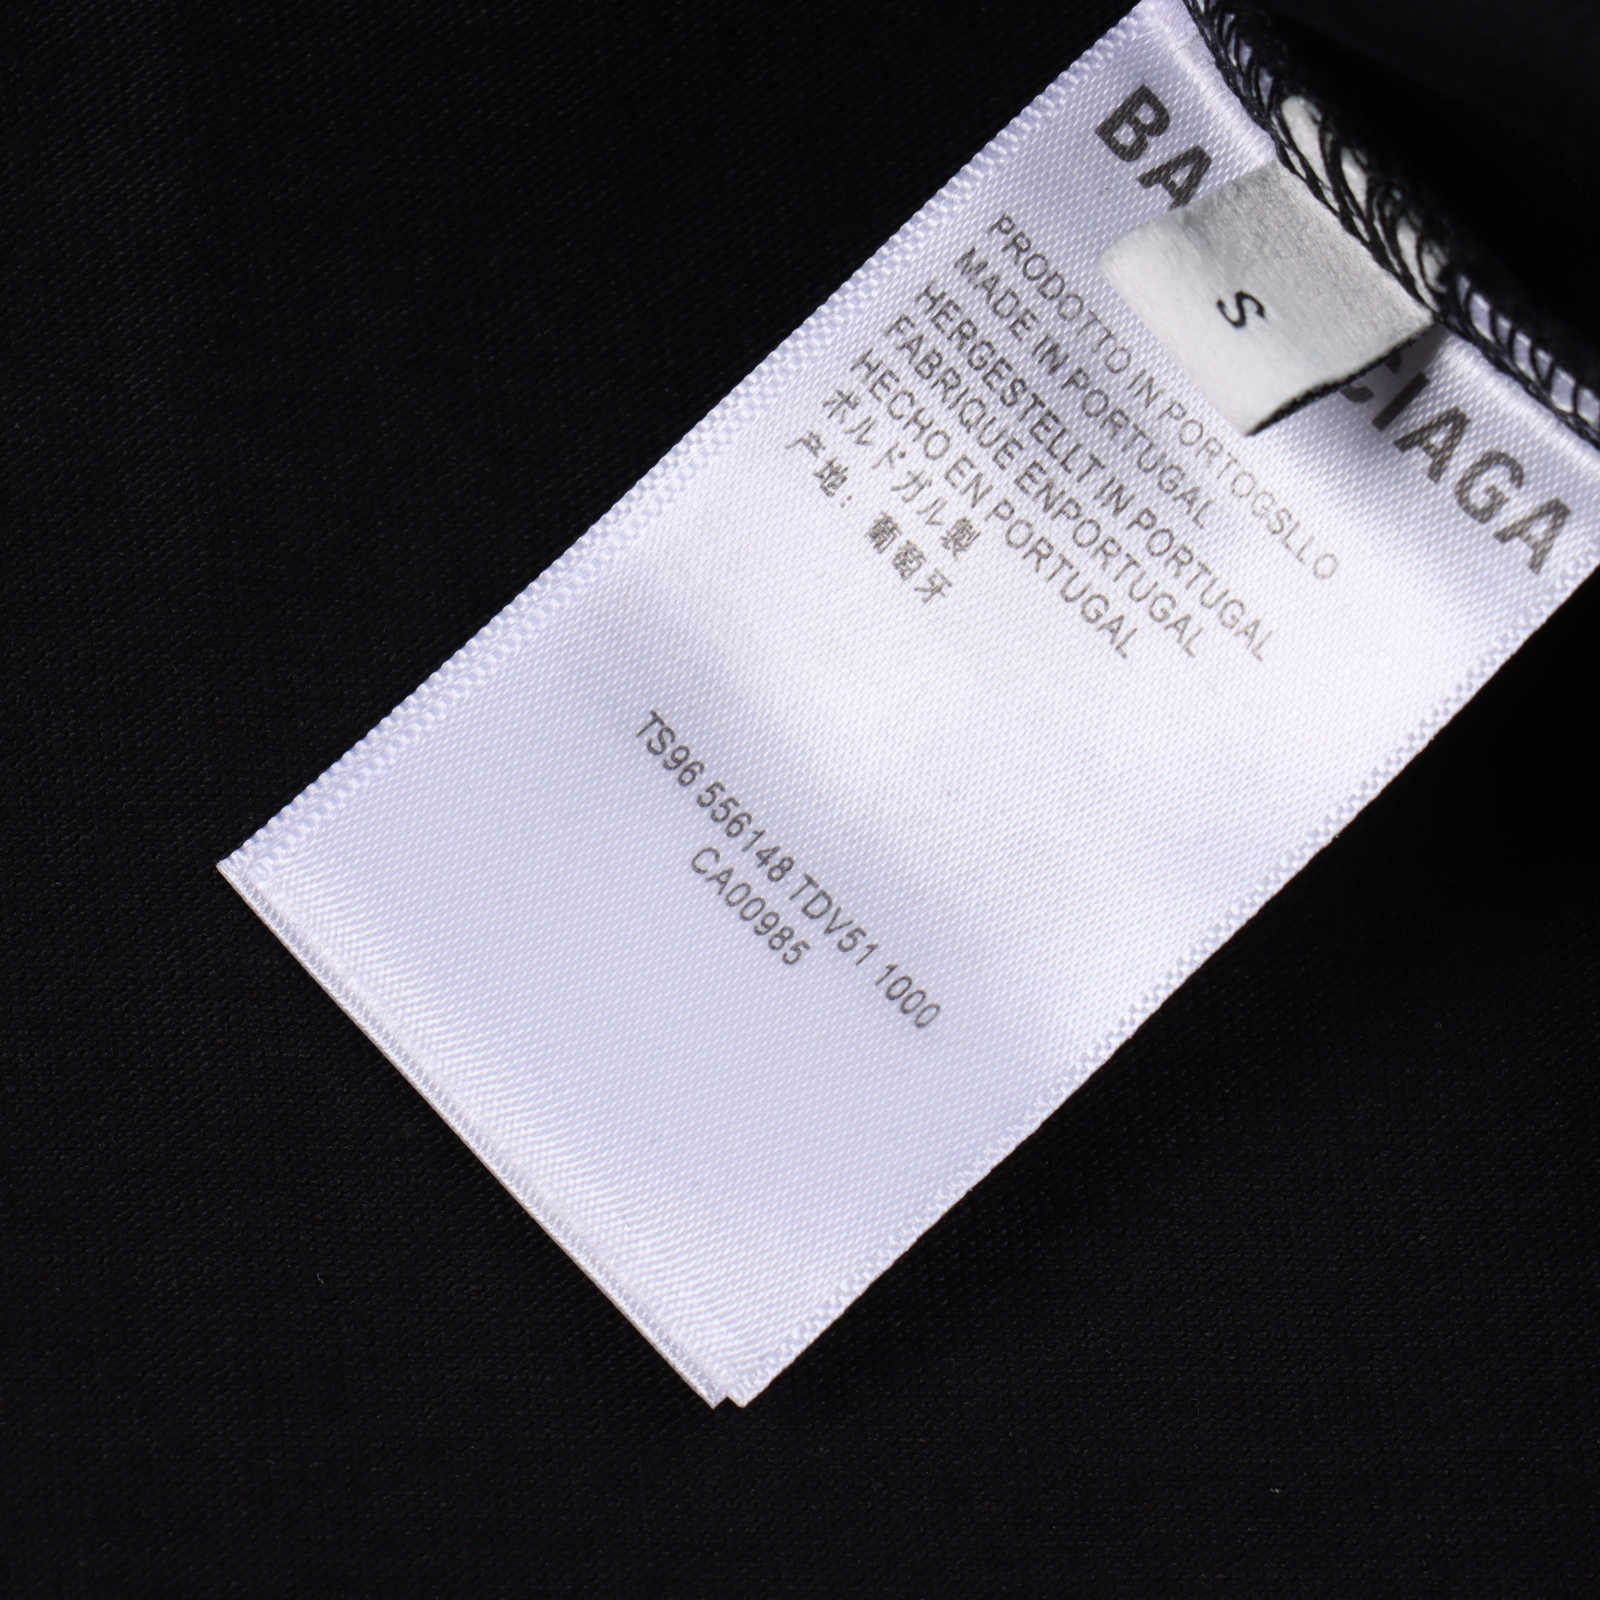 BA CIAGA
S
PRODOTTO IN PORTOGSLLO
MADE IN PORTUGAL
HERGESTELLT IN PORTUGAL
FABRIQUE ENPORTUGAL
HECHO EN PORTUGAL
ポルドガル製
产地：葡萄牙
TS96 556148 TDV51 1000
CA00985